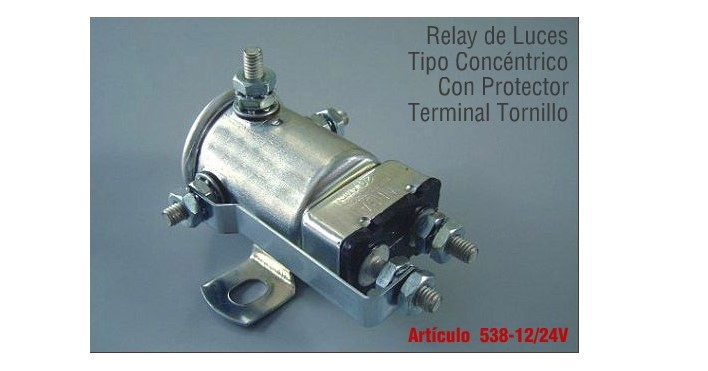 Relay de Luces
Tipo Concéntrico
Con Protector
Terminal Tornillo
Artículo 538-12/24V